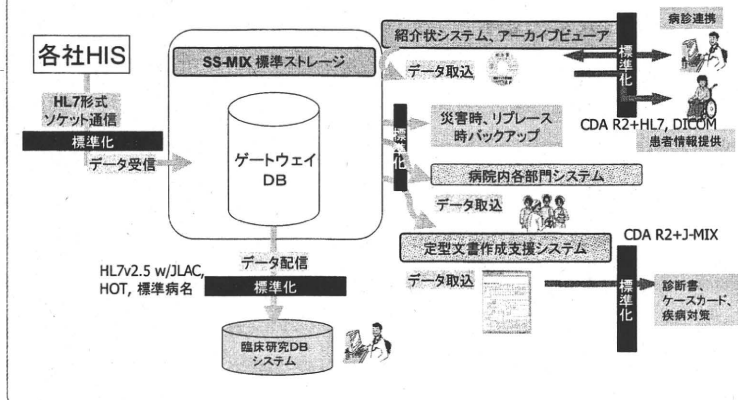 各社HIS
HL7形式
ソケット通信
標準化
データ受信
SS-MIX 標準ストレージ
ゲートウェイ
DB
データ配信
HL7v2.5 w/JLAC,
HOT, 標準病名
標準化
臨床研究DB
システム
紹介状システム、アーカイブビューア
データ取込
標準化
病診連携
CDA R2+HL7, DICOM
患者情報提供
標準化
災害時、リプレース
時バックアップ
病院内各部門システム
データ取込
定型文書作成支援システム
データ取込
CDA R2+J-MIX
標準化
診断書、
ケースカード、
疾病対策